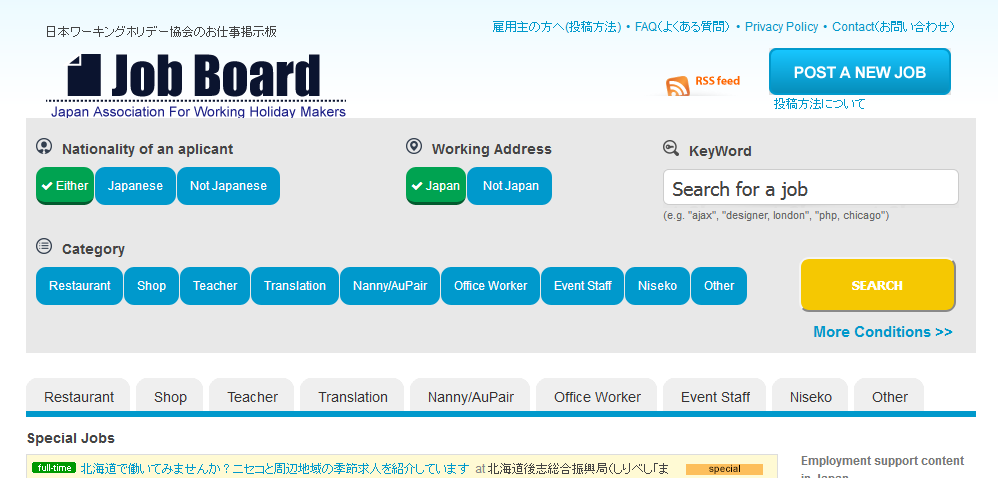 日本ワーキングホリデー協会のお仕事掲示板
雇用主の方へ(投稿方法) • FAQ(よくある質問) • Privacy Policy • Contact(お問い合わせ)
Job Board
Japan Association For Working Holiday Makers
RSS feed
POST A NEW JOB
投稿方法について
Nationality of an aplicant
Either Japanese Not Japanese
Working Address
Japan Not Japan
KeyWord
Search for a job
(e.g. "ajax", "designer, london", "php, chicago")
Category
Restaurant Shop Teacher Translation Nanny/AuPair Office Worker Event Staff Niseko Other
SEARCH
More Conditions >>
Restaurant Shop Teacher Translation Nanny/AuPair Office Worker Event Staff Niseko Other
Special Jobs
full-time 北海道で働いてみませんか？ニセコと周辺地域の季節求人を紹介しています at 北海道後志総合振興局(しりべし「ま special
Employment support content
in Japan